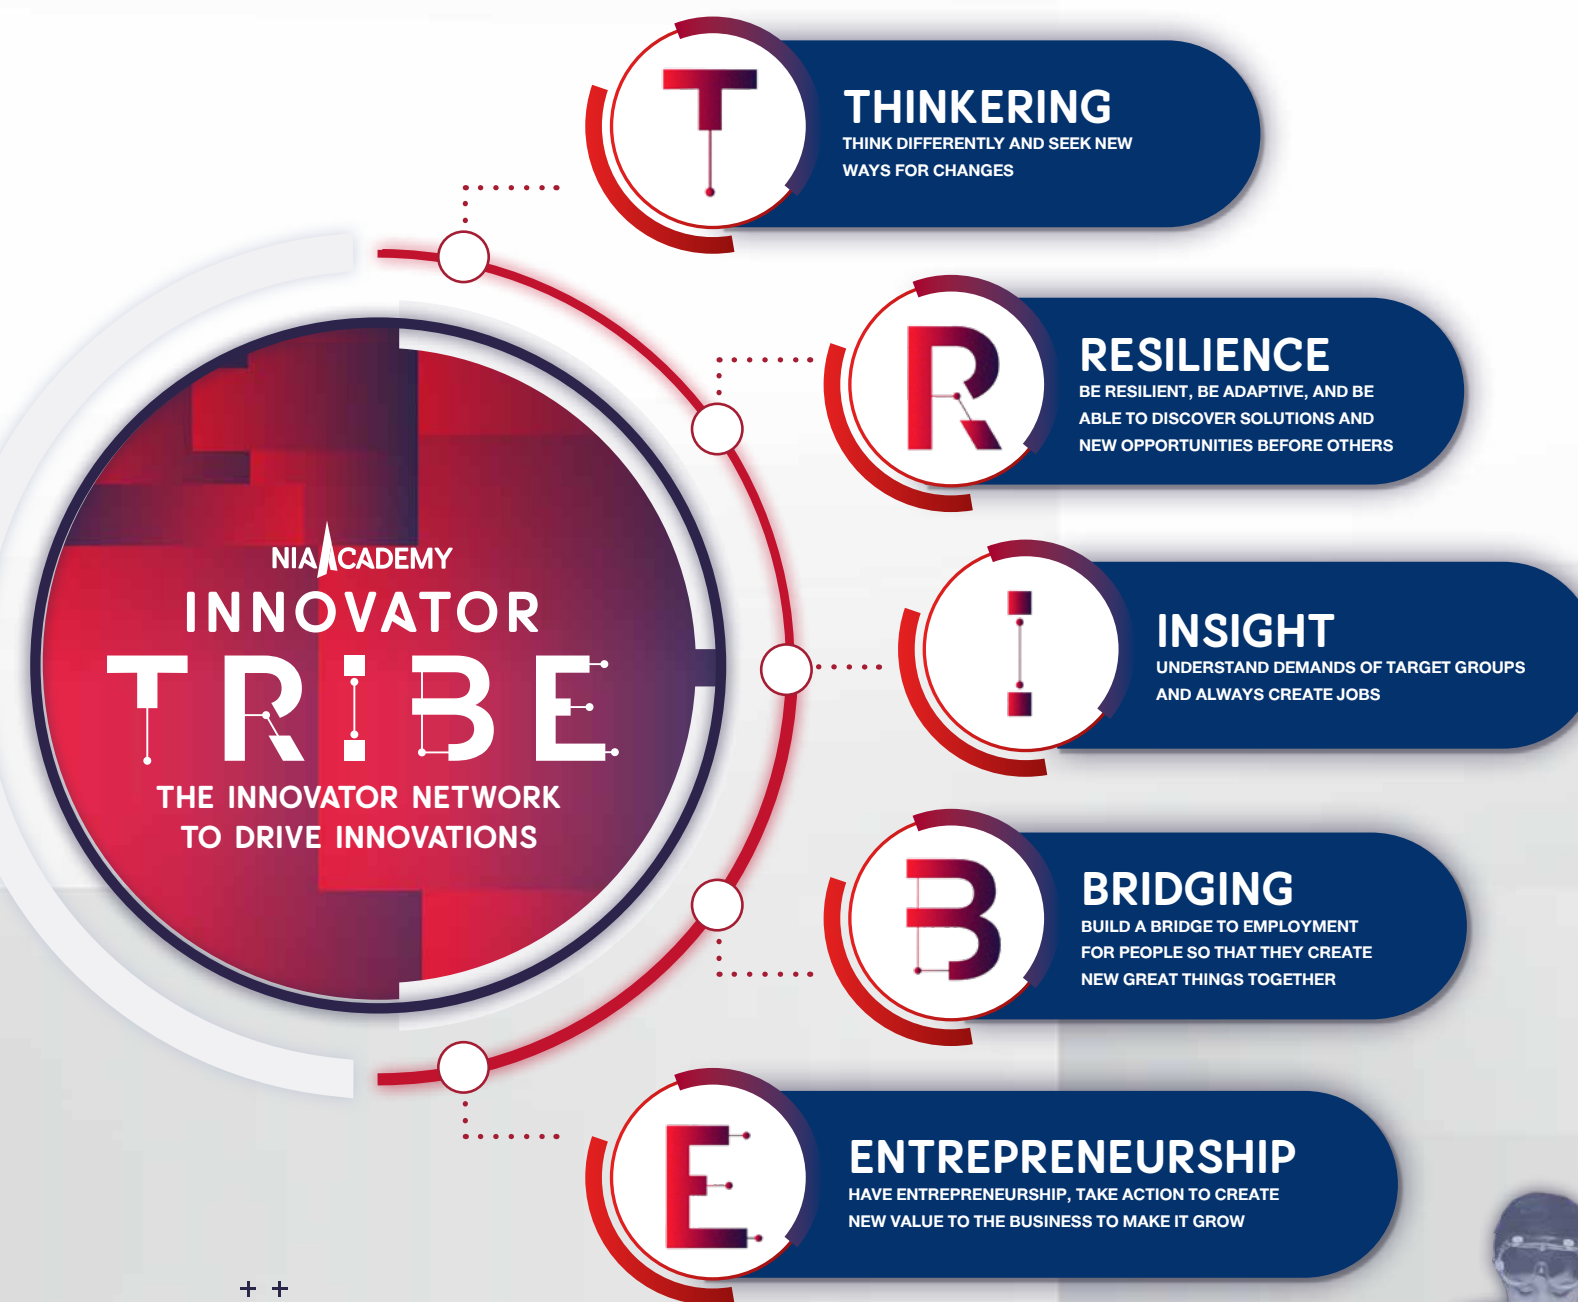 T
THINKERING
THINK DIFFERENTLY AND SEEK NEW
WAYS FOR CHANGES
R
RESILIENCE
BE RESILIENT, BE ADAPTIVE, AND BE
ABLE TO DISCOVER SOLUTIONS AND
NEW OPPORTUNITIES BEFORE OTHERS
NIA ACADEMY
INNOVATOR
TRIBE
THE INNOVATOR NETWORK
TO DRIVE INNOVATIONS
I
INSIGHT
UNDERSTAND DEMANDS OF TARGET GROUPS
AND ALWAYS CREATE JOBS
B
BRIDGING
BUILD A BRIDGE TO EMPLOYMENT
FOR PEOPLE SO THAT THEY CREATE
NEW GREAT THINGS TOGETHER
E
ENTREPRENEURSHIP
HAVE ENTREPRENEURSHIP, TAKE ACTION TO CREATE
NEW VALUE TO THE BUSINESS TO MAKE IT GROW